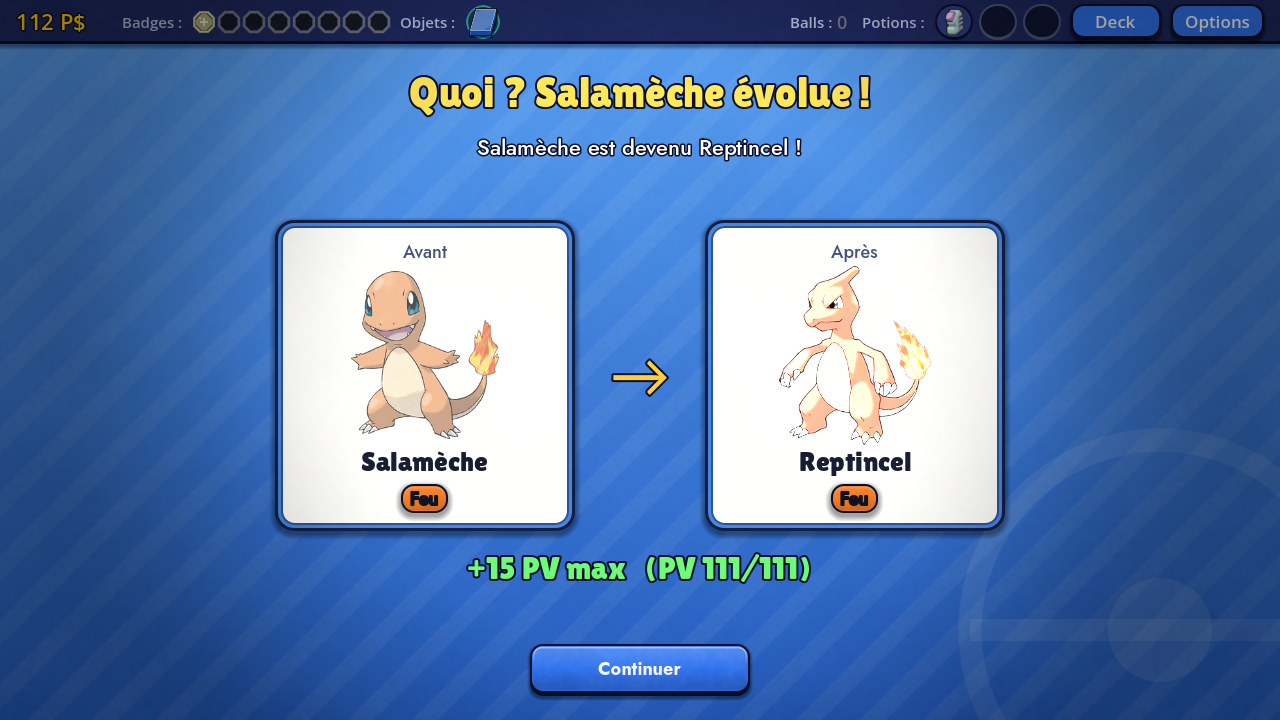 112 P$ Badges : Objets : Balls : 0 Potions : Deck Options
Quoi ? Salamèche évolue !
Salamèche est devenu Reptincel !
Avant
Salamèche
Feu
Après
Reptincel
Feu
+15 PV max (PV 111/111)
Continuer